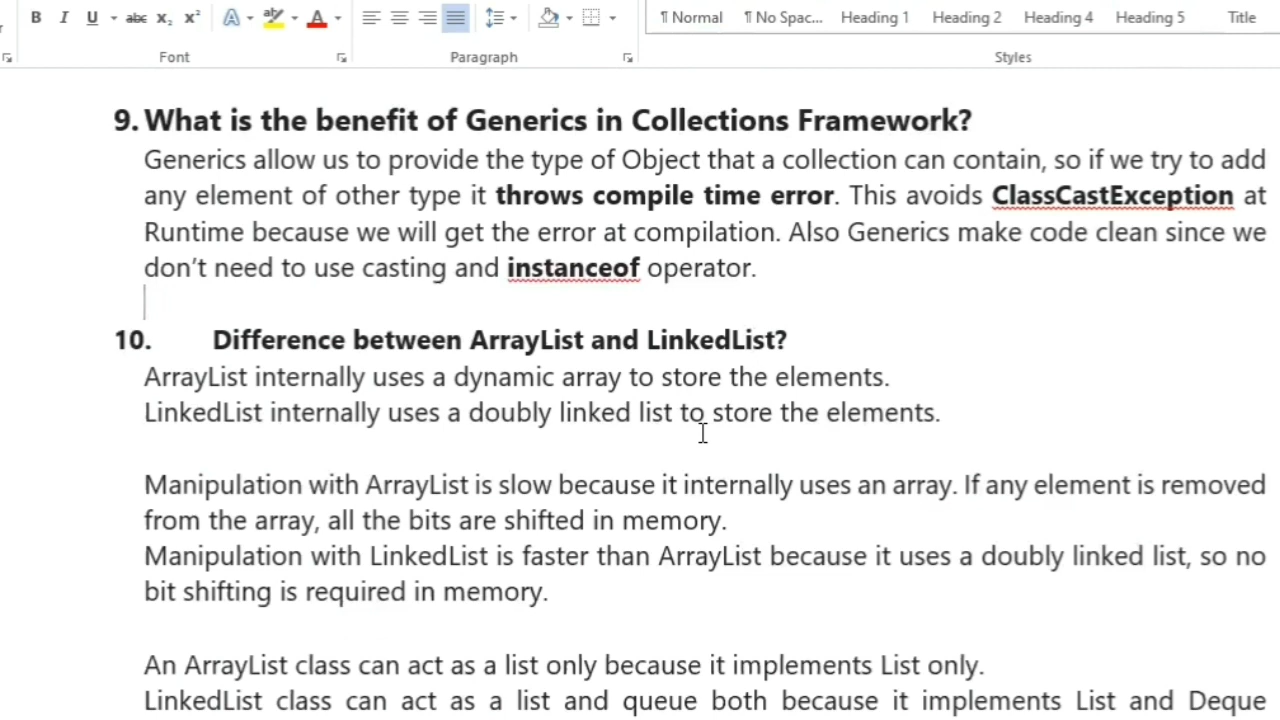 B I U abc X₂ X² A ab A
¶ Normal ¶ No Spac... Heading 1 Heading 2 Heading 4 Heading 5 Title
Font Paragraph Styles
9. What is the benefit of Generics in Collections Framework?
Generics allow us to provide the type of Object that a collection can contain, so if we try to add
any element of other type it throws compile time error. This avoids ClassCastException at
Runtime because we will get the error at compilation. Also Generics make code clean since we
don’t need to use casting and instanceof operator.
10. Difference between ArrayList and LinkedList?
ArrayList internally uses a dynamic array to store the elements.
LinkedList internally uses a doubly linked list to store the elements.
Manipulation with ArrayList is slow because it internally uses an array. If any element is removed
from the array, all the bits are shifted in memory.
Manipulation with LinkedList is faster than ArrayList because it uses a doubly linked list, so no
bit shifting is required in memory.
An ArrayList class can act as a list only because it implements List only.
LinkedList class can act as a list and queue both because it implements List and Deque